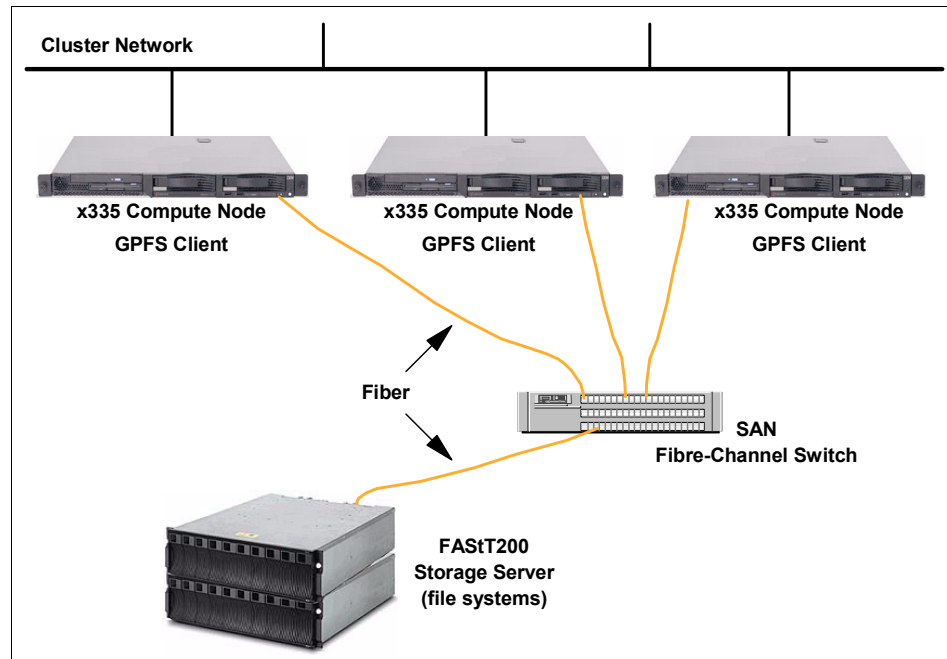 Cluster Network
x335 Compute Node
GPFS Client
x335 Compute Node
GPFS Client
x335 Compute Node
GPFS Client
Fiber
SAN
Fibre-Channel Switch
FAStT200
Storage Server
(file systems)